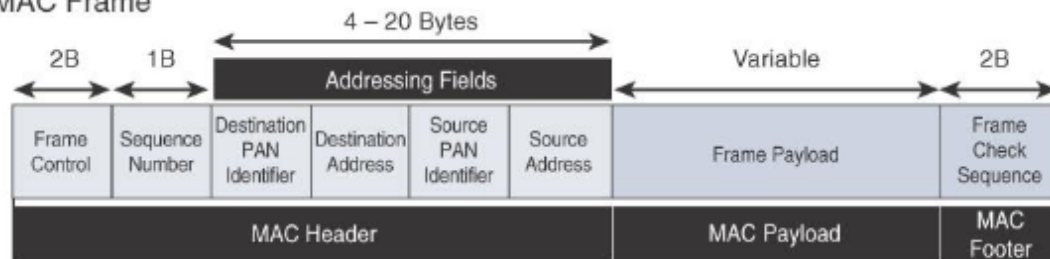 MAC Frame
4 – 20 Bytes
2B
1B
Variable
2B
Addressing Fields
Frame
Control
Sequence
Number
Destination
PAN
Identifier
Destination
Address
Source
PAN
Identifier
Source
Address
Frame Payload
Frame
Check
Sequence
MAC Header
MAC Payload
MAC
Footer